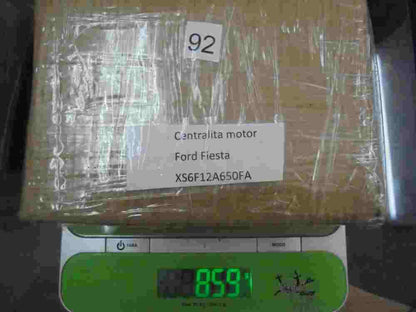 92
Centralita motor
Ford Fiesta
XS6F12A650FA
TARA
MODO
859